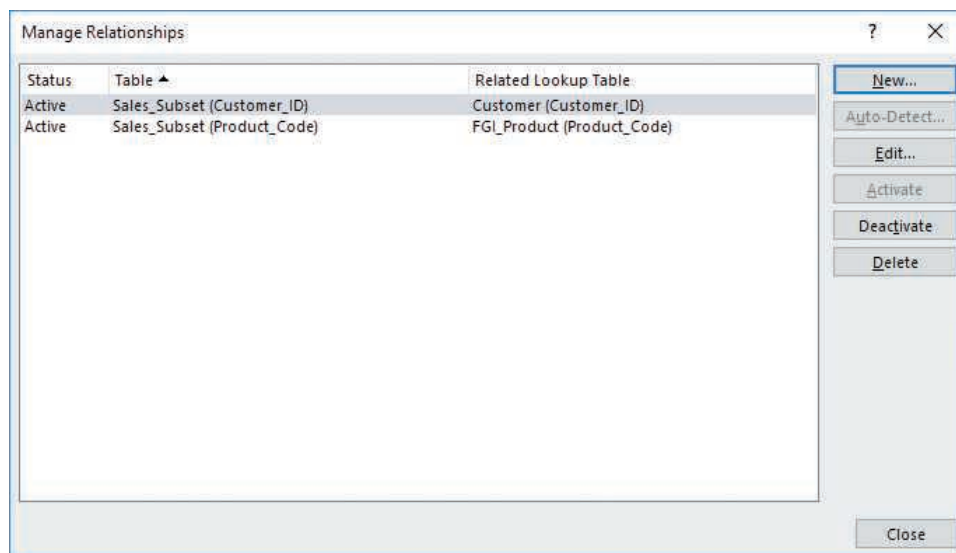 Manage Relationships ? ×
Status Table ▲ Related Lookup Table
Active Sales_Subset (Customer_ID) Customer (Customer_ID)
Active Sales_Subset (Product_Code) FGI_Product (Product_Code)
New...
Auto-Detect...
Edit...
Activate
Deactivate
Delete
Close